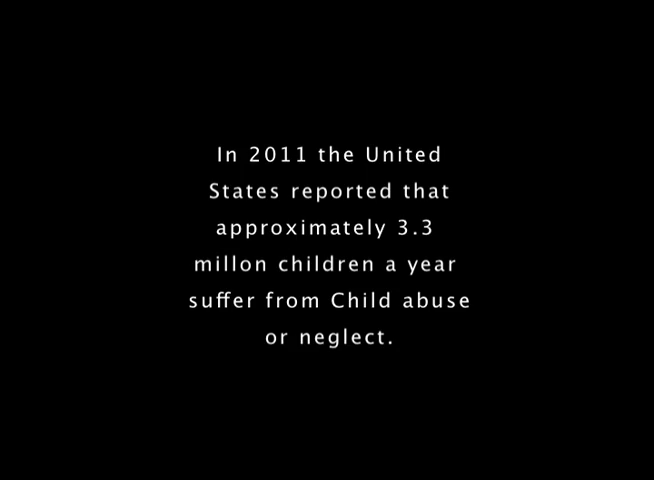 In 2011 the United
States reported that
approximately 3.3
millon children a year
suffer from Child abuse
or neglect.